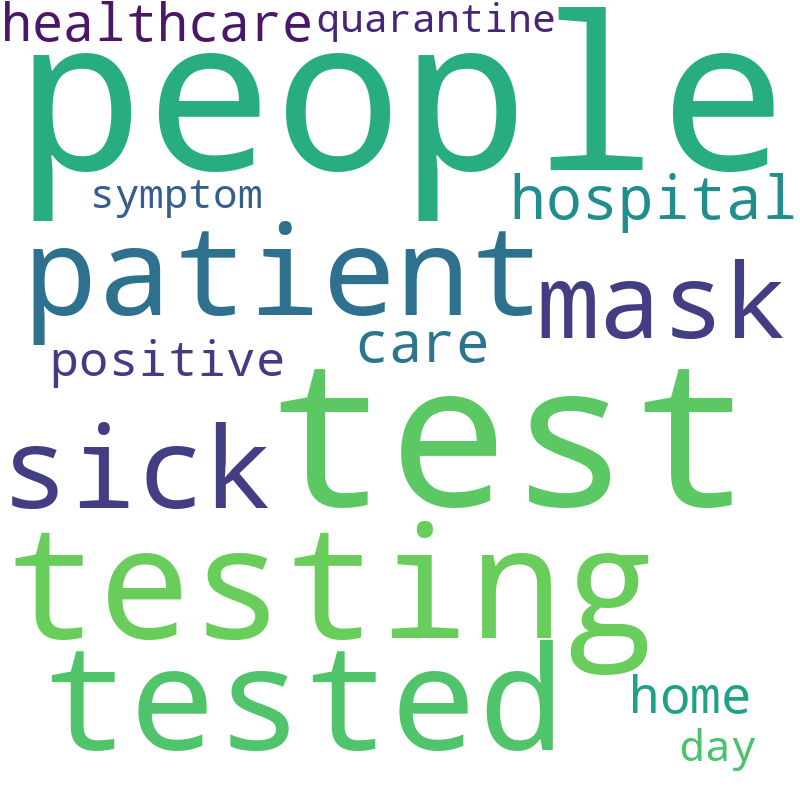 healthcare quarantine
people
symptom hospital
patient
mask
care
positive
test
sick
testing
tested
home
day